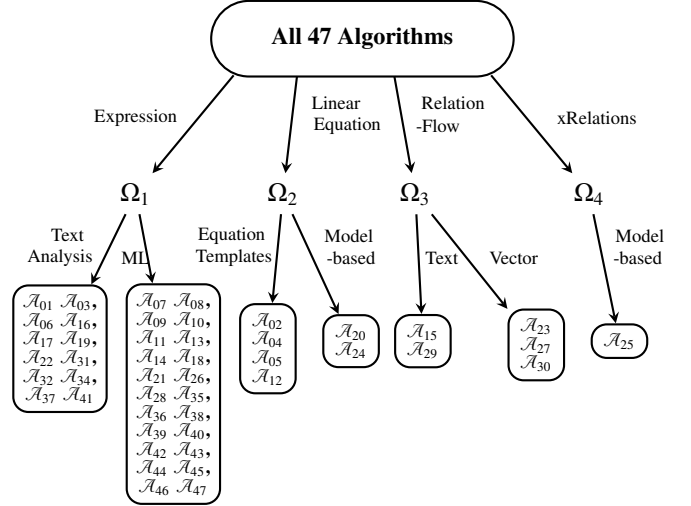 All 47 Algorithms
Expression
Linear
Equation
Relation
-Flow
xRelations
Ω1
Ω2
Ω3
Ω4
Text
Analysis
ML
Equation
Templates
Model
-based
Text
Vector
Model
-based
𝒜01 𝒜03,
𝒜06 𝒜16,
𝒜17 𝒜19,
𝒜22 𝒜31,
𝒜32 𝒜34,
𝒜37 𝒜41
𝒜07 𝒜08,
𝒜09 𝒜10,
𝒜11 𝒜13,
𝒜14 𝒜18,
𝒜21 𝒜26,
𝒜28 𝒜35,
𝒜36 𝒜38,
𝒜39 𝒜40,
𝒜42 𝒜43,
𝒜44 𝒜45,
𝒜46 𝒜47
𝒜02
𝒜04
𝒜05
𝒜12
𝒜20
𝒜24
𝒜15
𝒜29
𝒜23
𝒜27
𝒜30
𝒜25